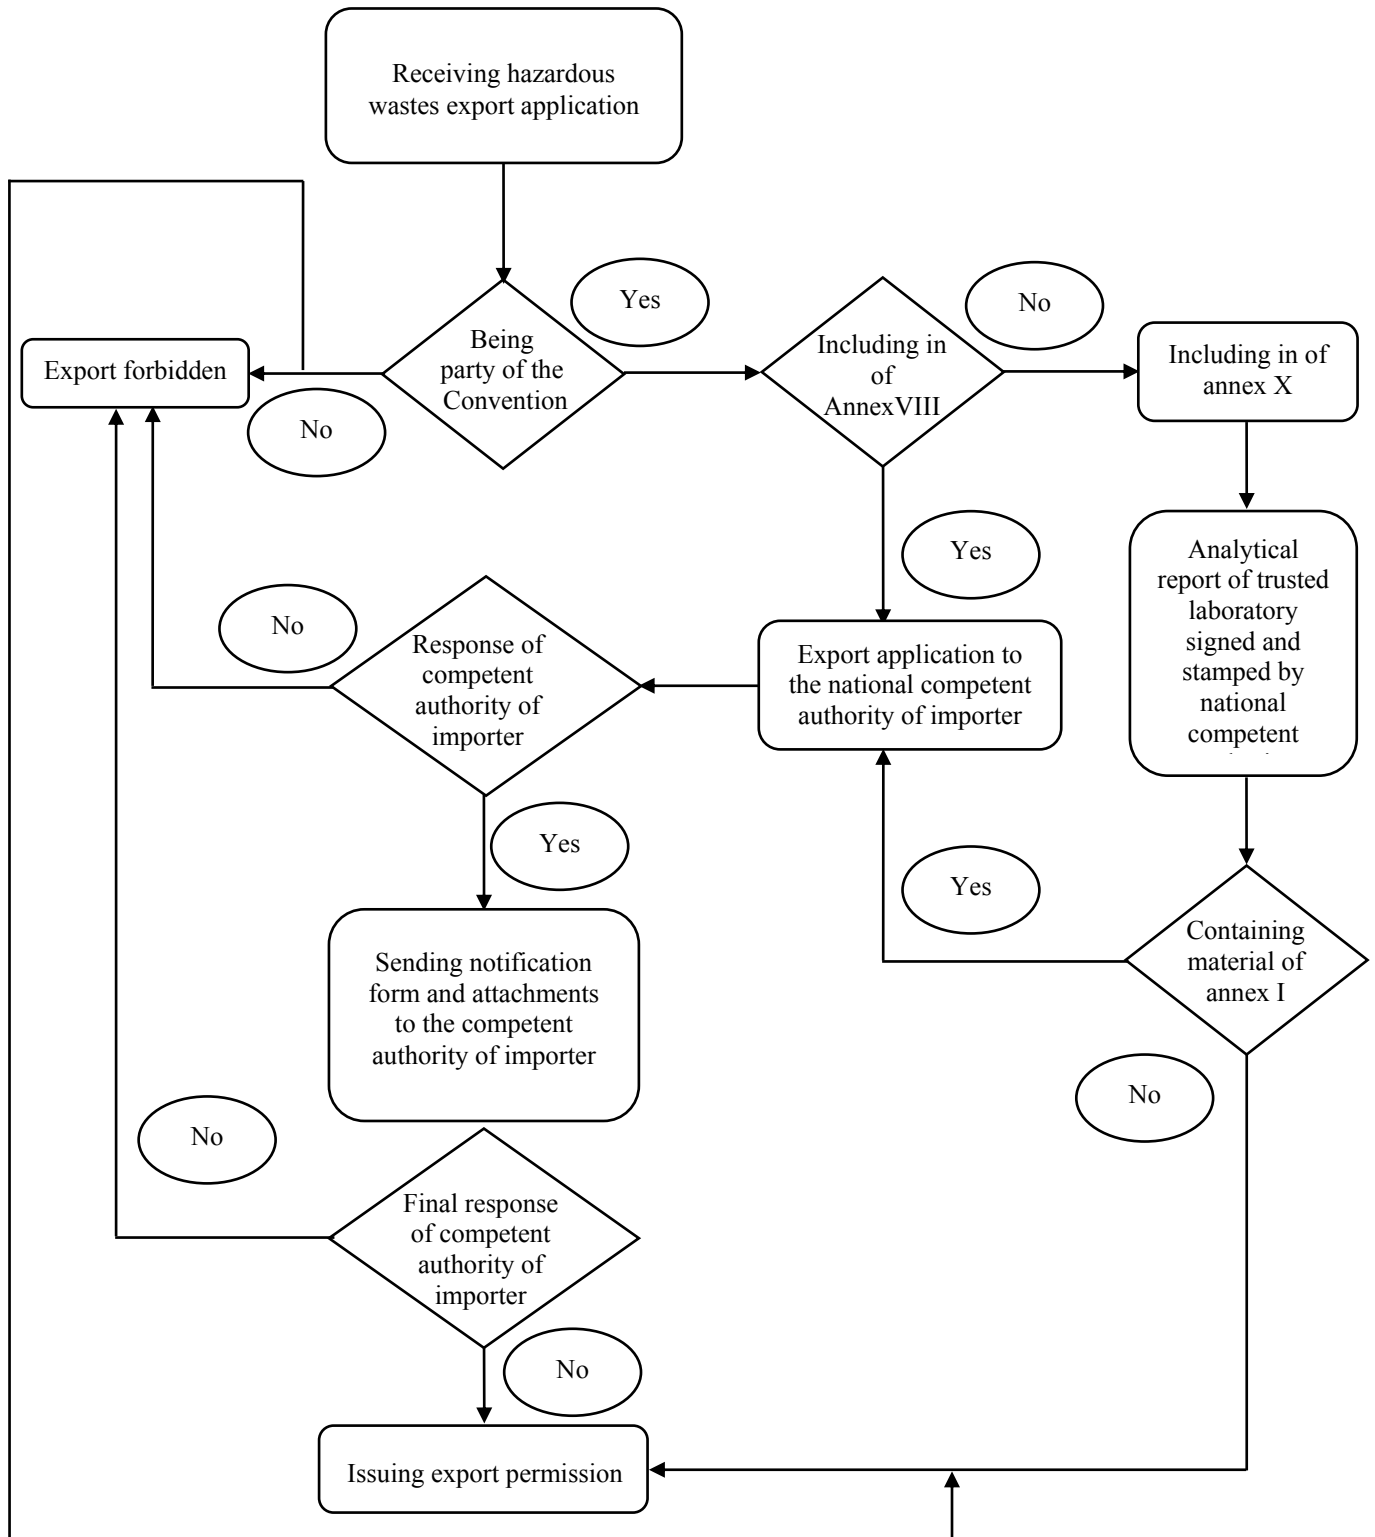 Receiving hazardous
wastes export application
Yes
No
Being
party of the
Convention
Including in
of
AnnexVIII
Including in of
annex X
Export forbidden
No
Yes
Analytical
report of trusted
laboratory
signed and
stamped by
national
competent
No
Response of
competent
authority of
importer
Export application to
the national competent
authority of importer
Yes
Yes
Containing
material of
annex I
Sending notification
form and attachments
to the competent
authority of importer
No
No
Final response
of competent
authority of
importer
No
Issuing export permission